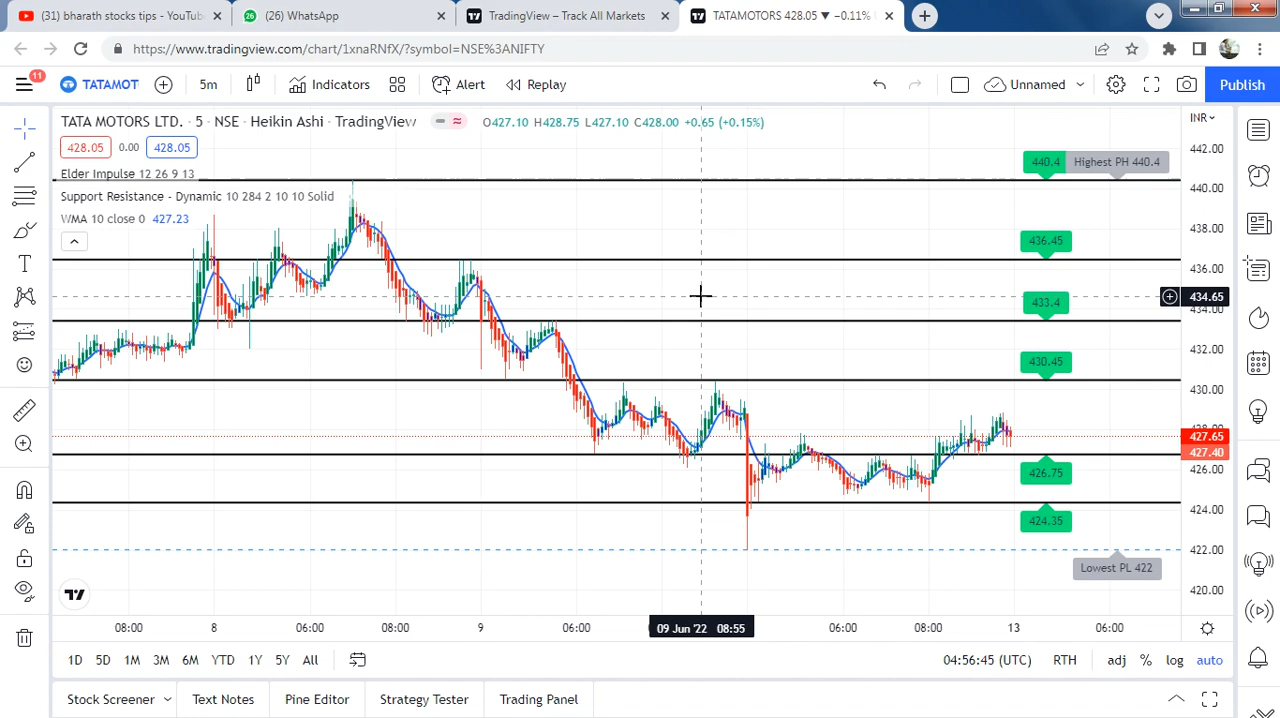 (31) bharath stocks tips - YouTub
(26) WhatsApp
TradingView – Track All Markets
TATAMOTORS 428.05 ▼ −0.11%
https://www.tradingview.com/chart/1xnaRNfX/?symbol=NSE%3ANIFTY
11
TATAMOT
5m
Indicators
Alert
Replay
Unnamed
Publish
TATA MOTORS LTD. · 5 · NSE · Heikin Ashi · TradingView
O427.10 H428.75 L427.10 C428.00 +0.65 (+0.15%)
INR
428.05
0.00
428.05
Elder Impulse 12 26 9 13
Support Resistance - Dynamic 10 284 2 10 10 Solid
VMA 10 close 0 427.23
440.4
Highest PH 440.4
436.45
433.4
430.45
426.75
424.35
Lowest PL 422
442.00
440.00
438.00
436.00
434.65
434.00
432.00
430.00
428.00
427.65
427.40
426.00
424.00
422.00
420.00
08:00
8
06:00
08:00
9
06:00
09 Jun '22 08:55
06:00
08:00
13
06:00
1D
5D
1M
3M
6M
YTD
1Y
5Y
All
04:56:45 (UTC)
RTH
adj
%
log
auto
Stock Screener
Text Notes
Pine Editor
Strategy Tester
Trading Panel